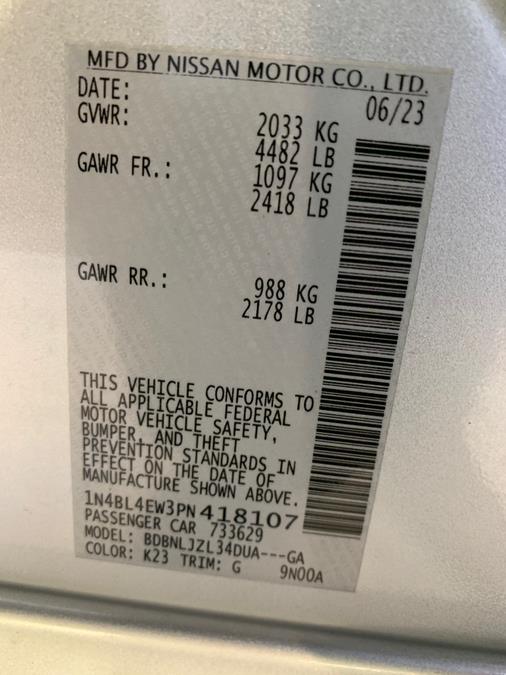 MFD BY NISSAN MOTOR CO., LTD.
DATE: 06/23
GVWR: 2033 KG
4482 LB
GAWR FR.: 1097 KG
2418 LB
GAWR RR.: 988 KG
2178 LB
THIS VEHICLE CONFORMS TO
ALL APPLICABLE FEDERAL
MOTOR VEHICLE SAFETY,
BUMPER, AND THEFT
PREVENTION STANDARDS IN
EFFECT ON THE DATE OF
MANUFACTURE SHOWN ABOVE.
1N4BL4EW3PN418107
PASSENGER CAR 733629
MODEL: BDBNLJZL34DUA---GA
COLOR: K23 TRIM: G 9N00A